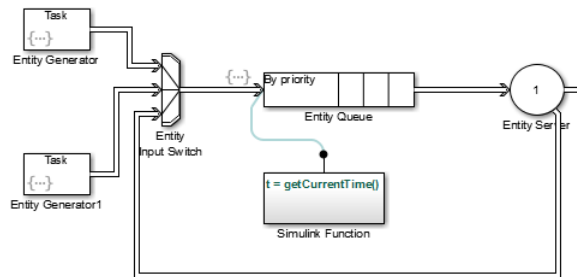 Task
{...}
Entity Generator
{...}
By priority
Entity Queue
1
Entity Server
Entity
Input Switch
Task
{...}
Entity Generator1
t = getCurrentTime()
Simulink Function